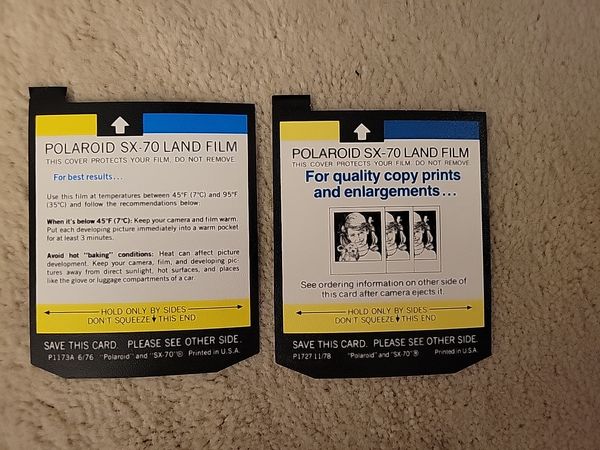 POLAROID SX-70 LAND FILM
THIS COVER PROTECTS YOUR FILM. DO NOT REMOVE.
For best results...
Use this film at temperatures between 45°F (7°C) and 95°F
(35°C) and follow the recommendations below:
When it's below 45°F (7°C): Keep your camera and film warm.
Put each developing picture immediately into a warm pocket
for at least 3 minutes.
Avoid hot "baking" conditions: Heat can affect picture
development. Keep your camera, film, and developing pic-
tures away from direct sunlight, hot surfaces, and places
like the glove or luggage compartments of a car.
HOLD ONLY BY SIDES
DON'T SQUEEZE THIS END
SAVE THIS CARD. PLEASE SEE OTHER SIDE.
P1173A 6/76 "Polaroid" and "SX-70"® Printed in U.S.A.
POLAROID SX-70 LAND FILM
THIS COVER PROTECTS YOUR FILM. DO NOT REMOVE.
For quality copy prints
and enlargements...
See ordering information on other side of
this card after camera ejects it.
HOLD ONLY BY SIDES
DON'T SQUEEZE THIS END
SAVE THIS CARD. PLEASE SEE OTHER SIDE.
P1727 11/78 "Polaroid" and "SX-70"® Printed in U.S.A.